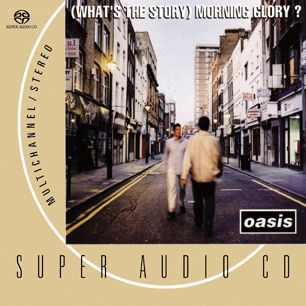 (WHAT'S THE STORY) MORNING GLORY ?
SUPER AUDIO CD
MULTICHANNEL/STEREO
oasis
SUPER AUDIO CD